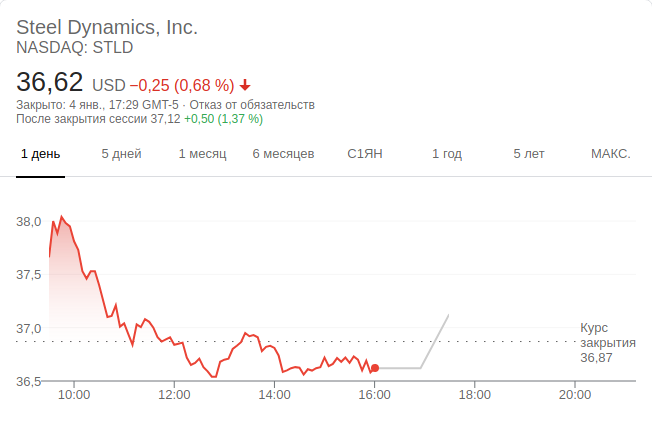 Steel Dynamics, Inc.
NASDAQ: STLD
36,62 USD −0,25 (0,68 %)
Закрыто: 4 янв., 17:29 GMT-5 · Отказ от обязательств
После закрытия сессии 37,12 +0,50 (1,37 %)
1 день 5 дней 1 месяц 6 месяцев С1ЯН 1 год 5 лет МАКС.
38,0
37,5
37,0
36,5
Курс
закрытия
36,87
10:00 12:00 14:00 16:00 18:00 20:00